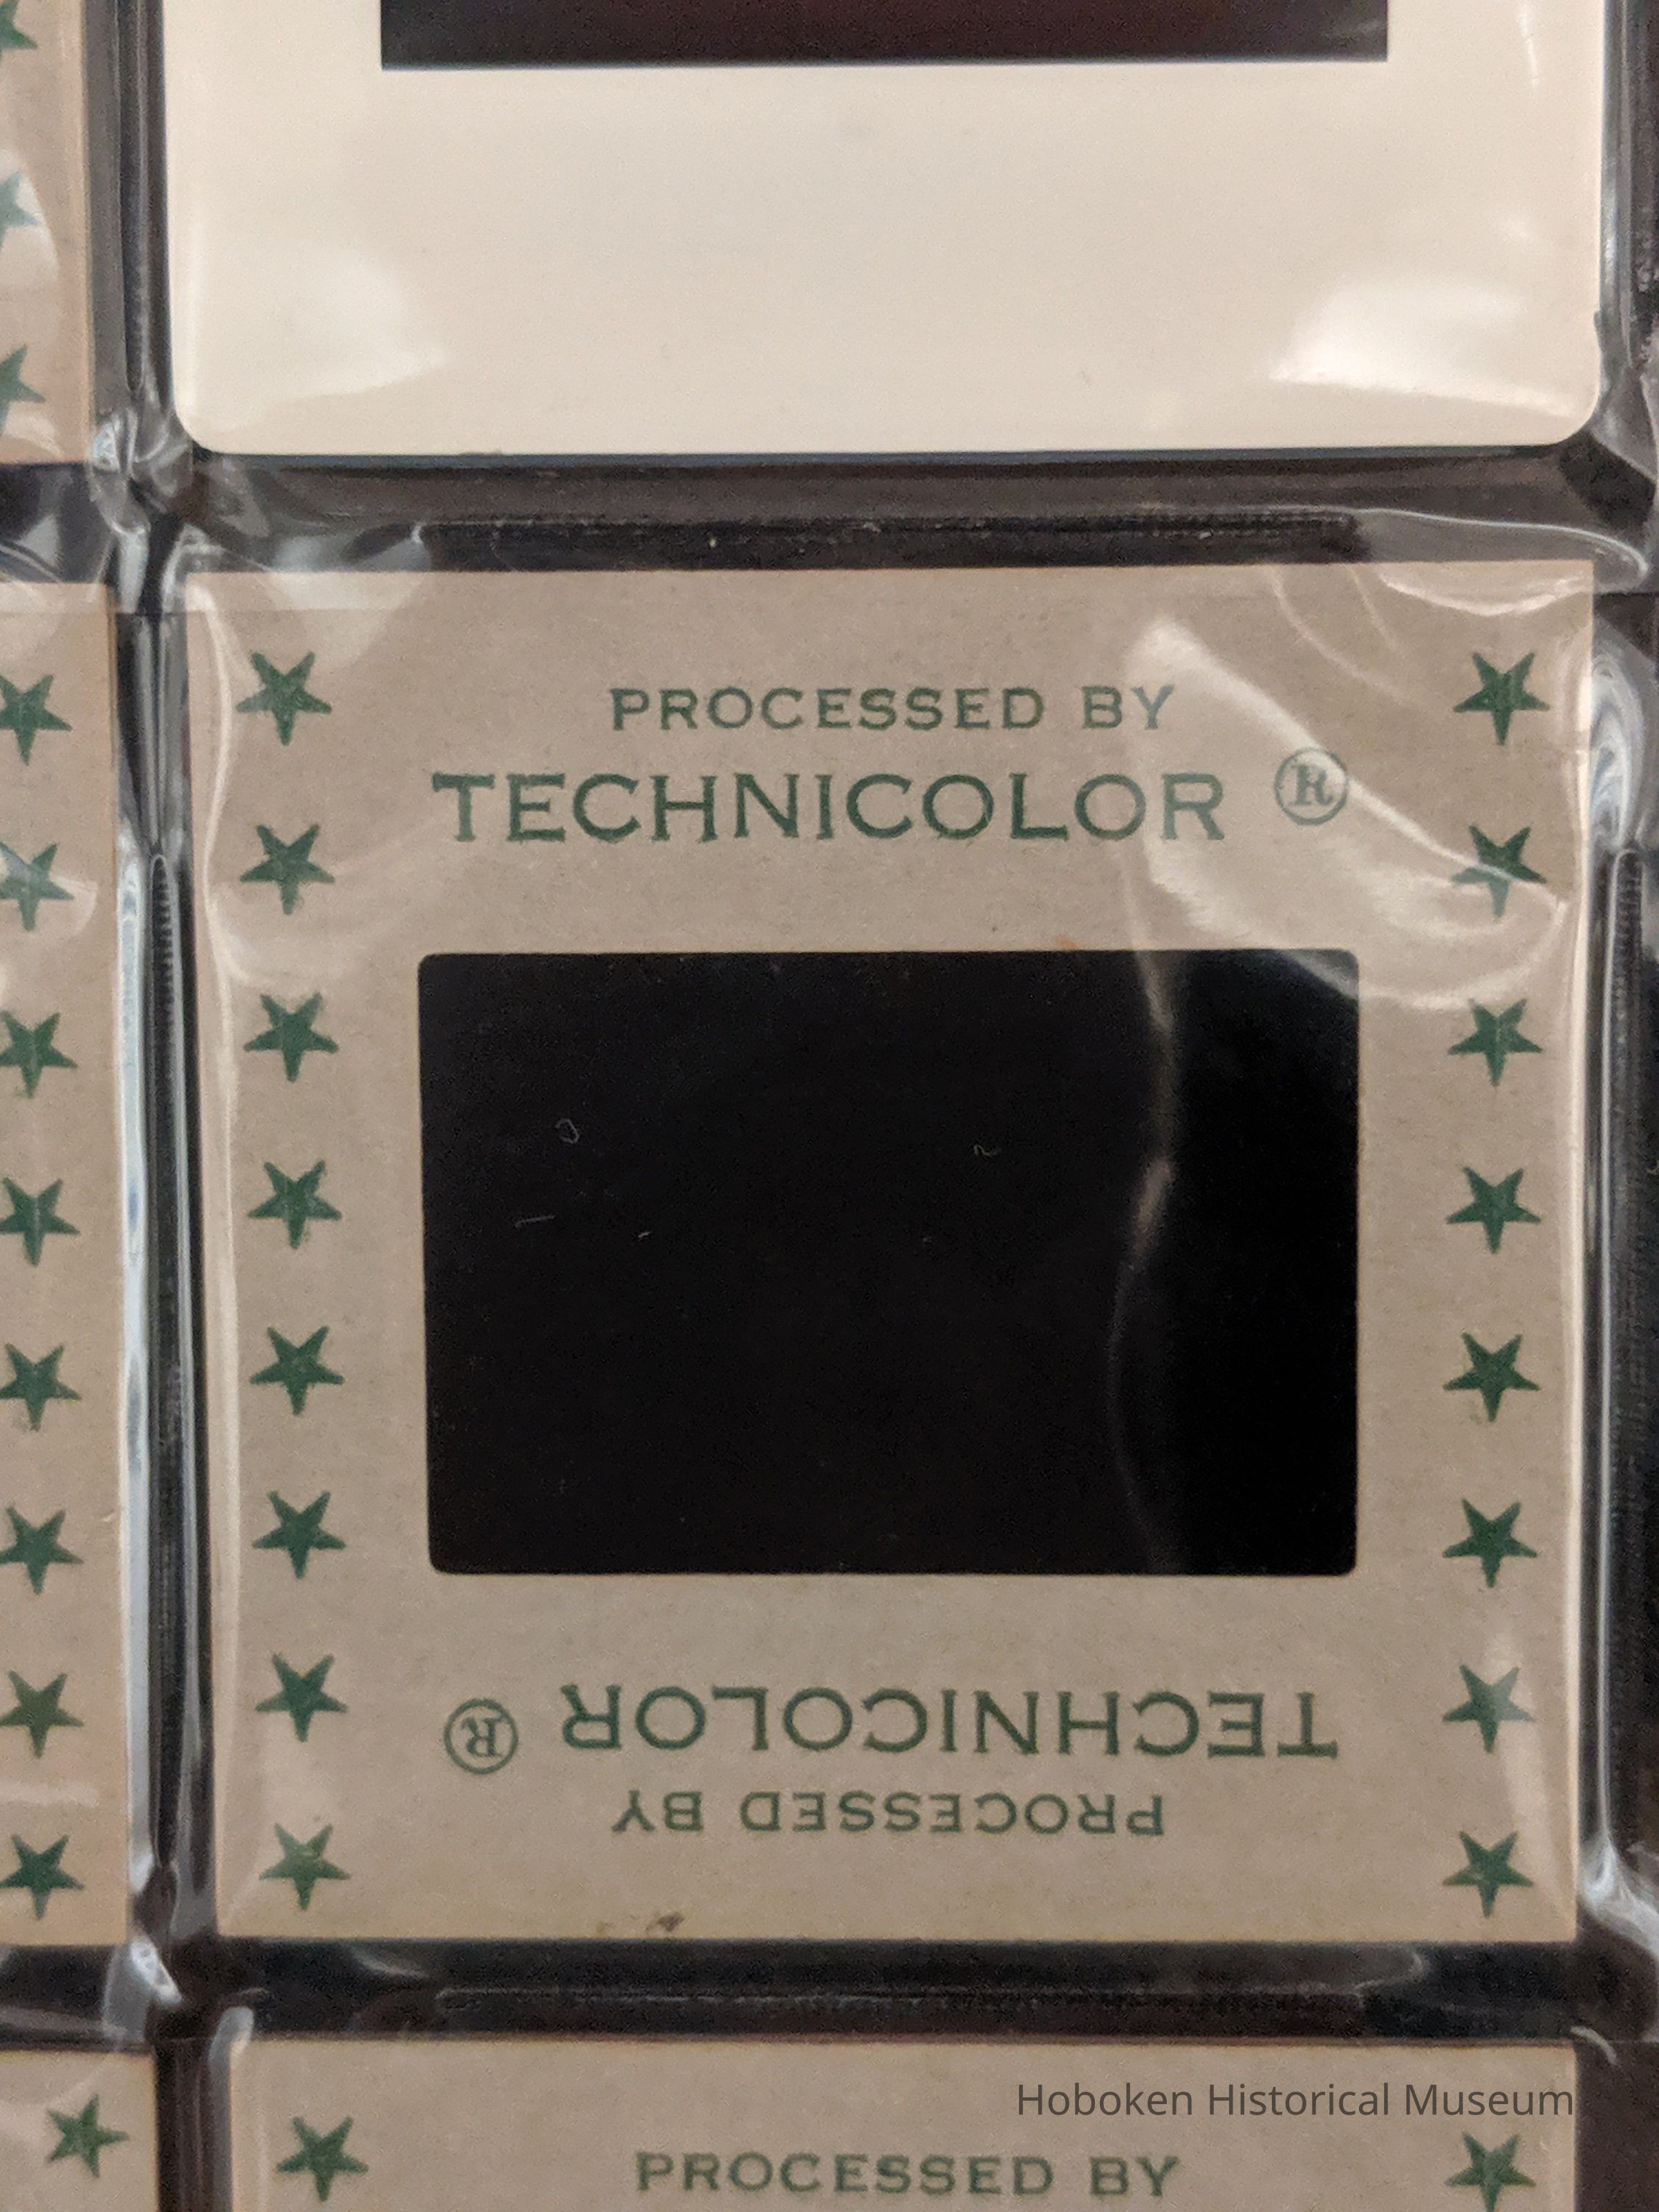 PROCESSED BY
TECHNICOLOR ®
TECHNICOLOR ®
PROCESSED BY
Hoboken Historical Museum
PROCESSED BY